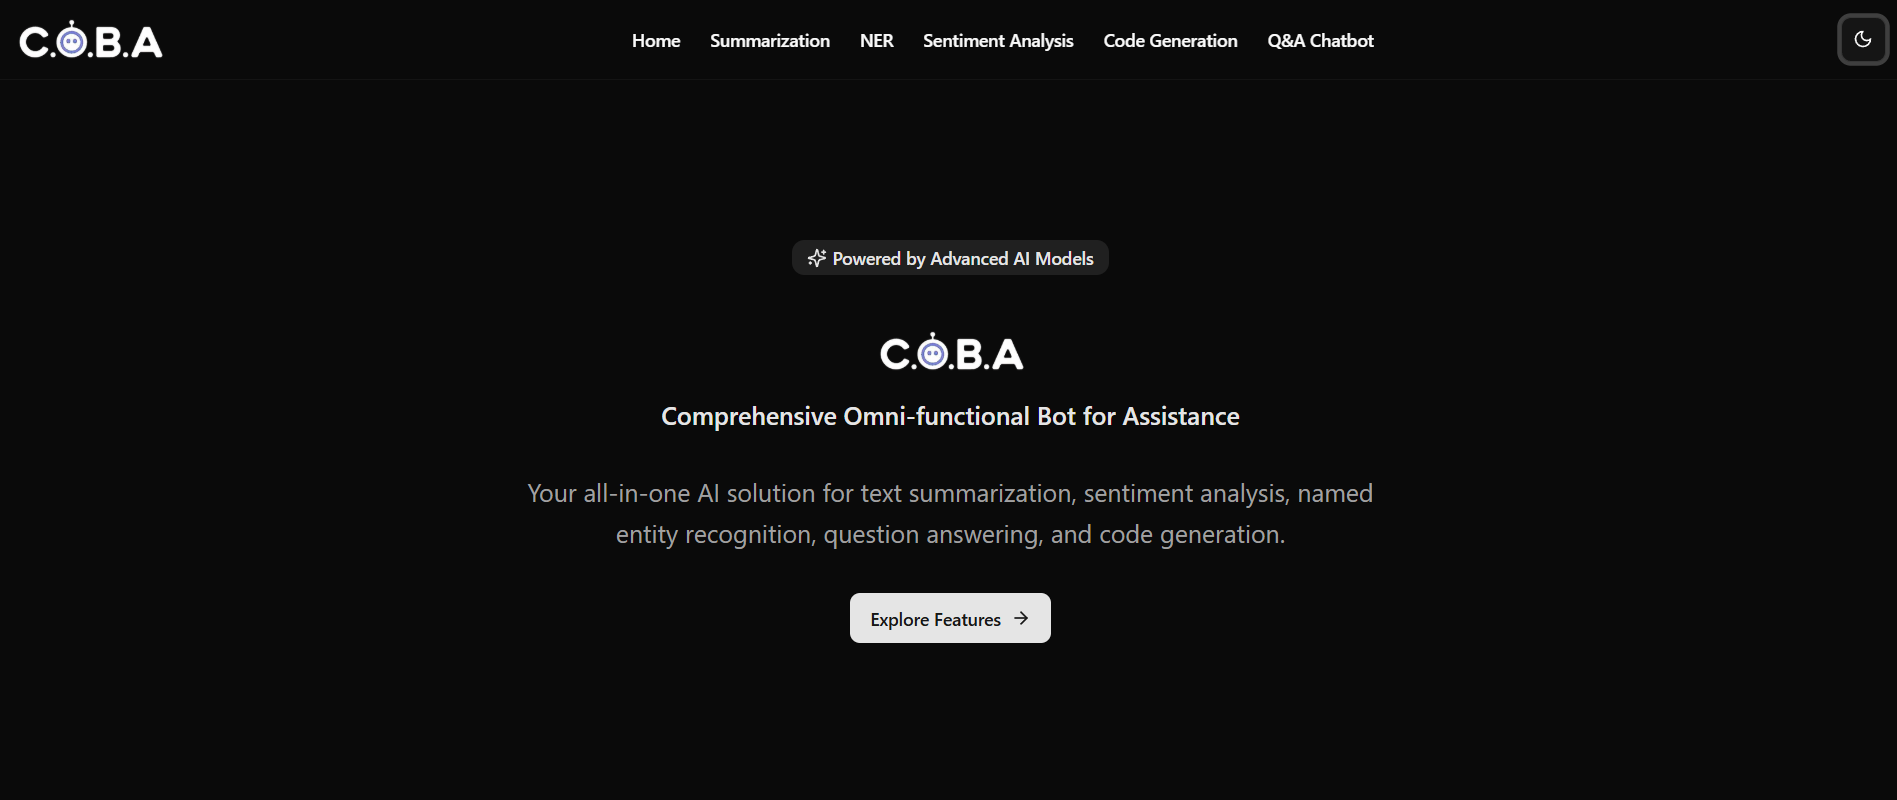 C.O.B.A
Home Summarization NER Sentiment Analysis Code Generation Q&A Chatbot
Powered by Advanced AI Models
C.O.B.A
Comprehensive Omni-functional Bot for Assistance
Your all-in-one AI solution for text summarization, sentiment analysis, named
entity recognition, question answering, and code generation.
Explore Features